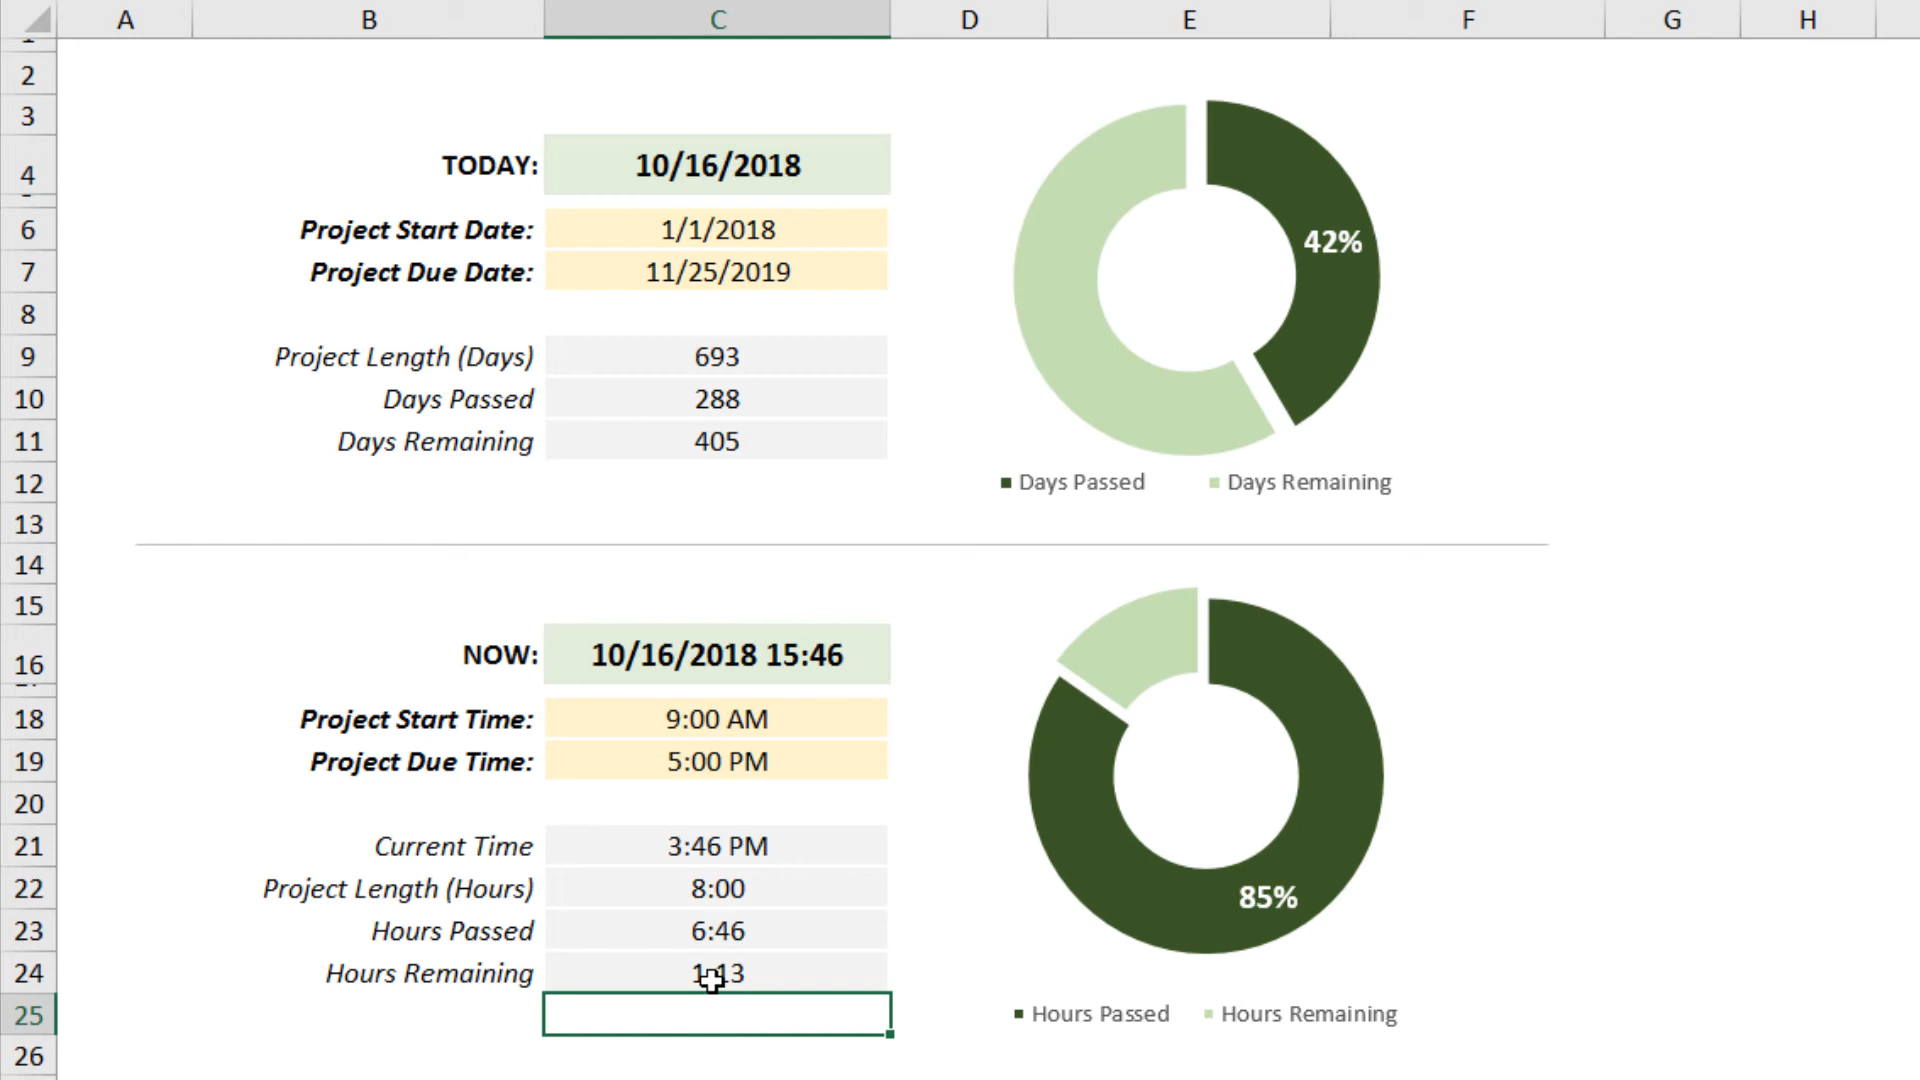 A B C D E F G H
2
3
4 TODAY: 10/16/2018
6 Project Start Date: 1/1/2018
7 Project Due Date: 11/25/2019
8
9 Project Length (Days) 693
10 Days Passed 288
11 Days Remaining 405
12
13
14
15
16 NOW: 10/16/2018 15:46
18 Project Start Time: 9:00 AM
19 Project Due Time: 5:00 PM
20
21 Current Time 3:46 PM
22 Project Length (Hours) 8:00
23 Hours Passed 6:46
24 Hours Remaining 1:13
25
26
42%
Days Passed Days Remaining
85%
Hours Passed Hours Remaining